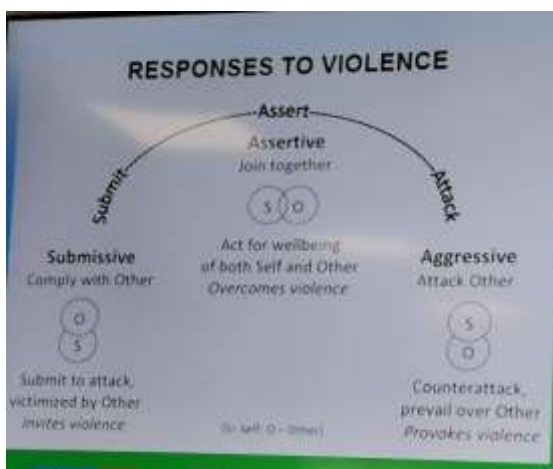 RESPONSES TO VIOLENCE
Assert
Assertive
Join together
S O
Act for wellbeing
of both Self and Other
Overcomes violence
Submit
Submissive
Comply with Other
O
S
Submit to attack,
victimized by Other
Invites violence
Attack
Aggressive
Attack Other
S
O
Counterattack,
prevail over Other
Provokes violence
(S= Self; O = Other)